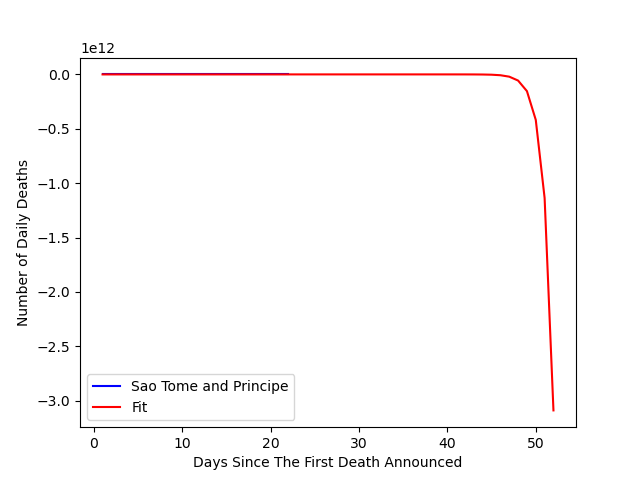 1e12
0.0
−0.5
−1.0
−1.5
−2.0
−2.5
−3.0
Number of Daily Deaths
Sao Tome and Principe
Fit
0 10 20 30 40 50
Days Since The First Death Announced